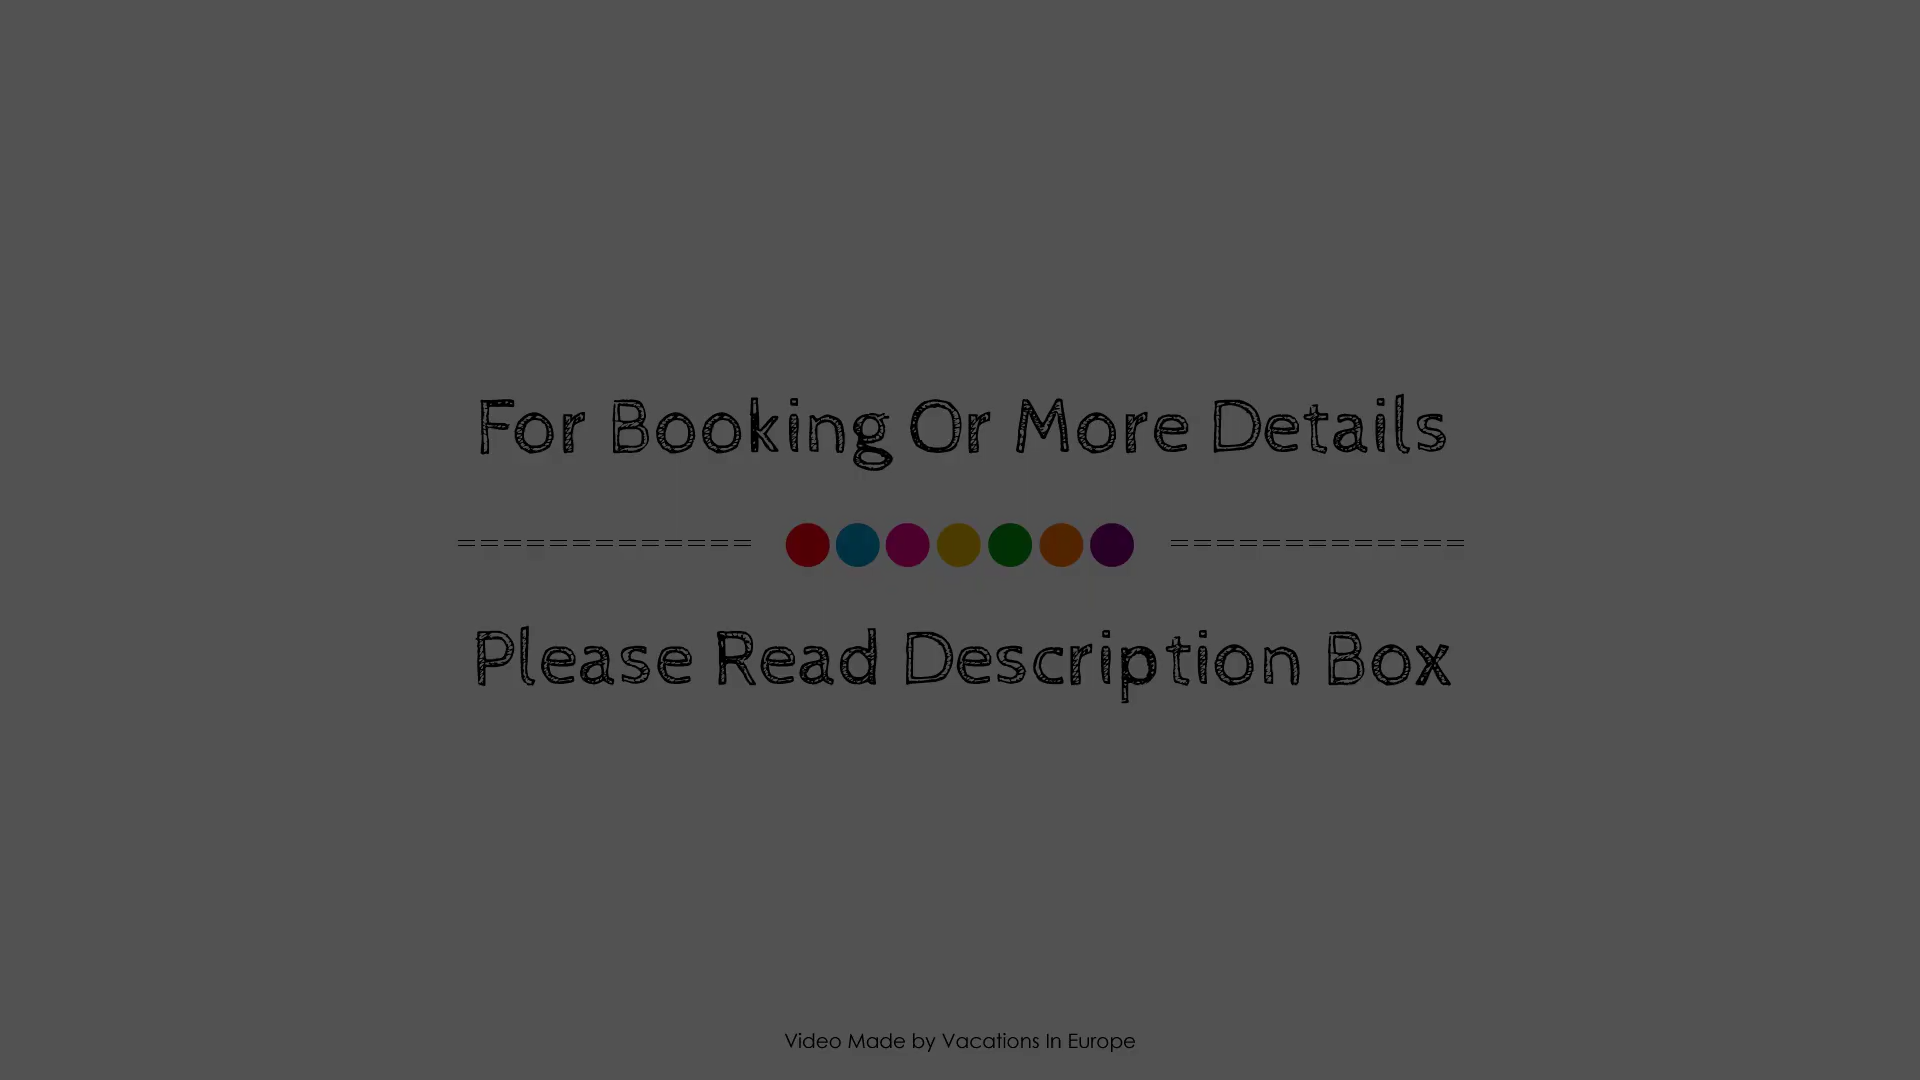 For Booking Or More Details
============= =============
Please Read Description Box
Video Made by Vacations In Europe